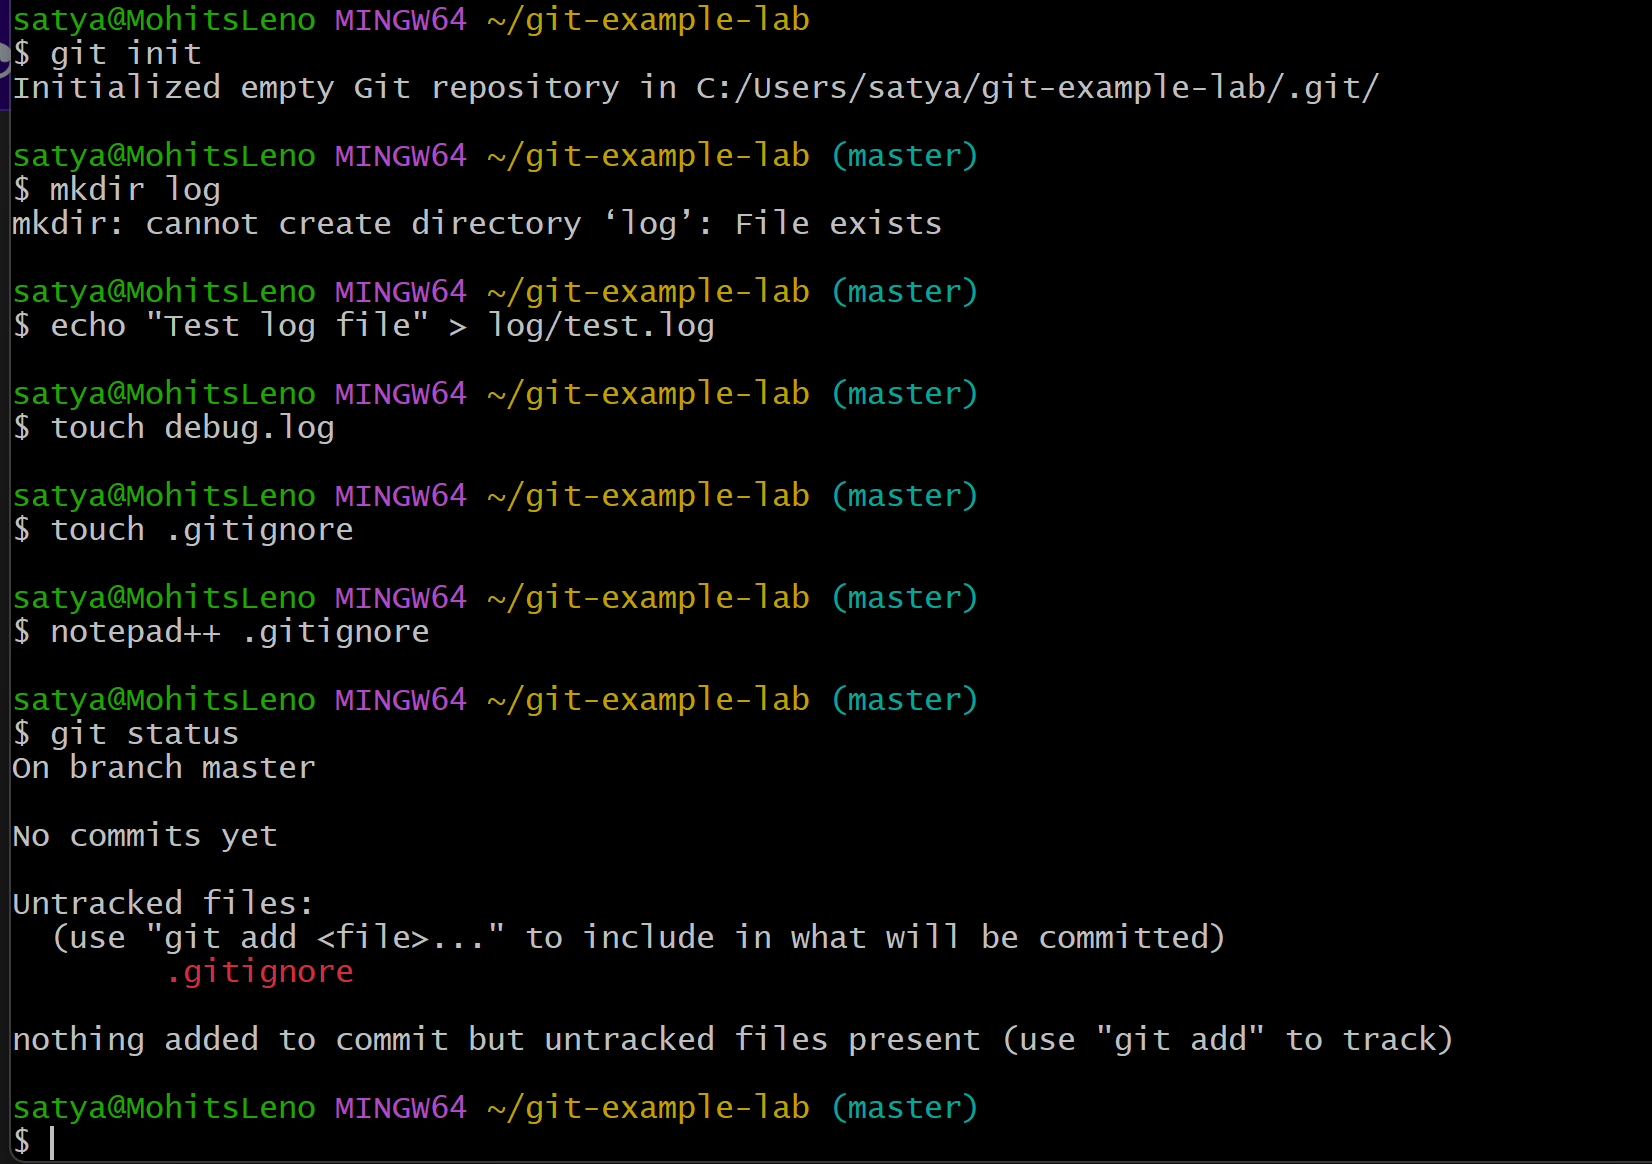 satya@MohitsLeno MINGW64 ~/git-example-lab
$ git init
Initialized empty Git repository in C:/Users/satya/git-example-lab/.git/
satya@MohitsLeno MINGW64 ~/git-example-lab (master)
$ mkdir log
mkdir: cannot create directory ‘log’: File exists
satya@MohitsLeno MINGW64 ~/git-example-lab (master)
$ echo "Test log file" > log/test.log
satya@MohitsLeno MINGW64 ~/git-example-lab (master)
$ touch debug.log
satya@MohitsLeno MINGW64 ~/git-example-lab (master)
$ touch .gitignore
satya@MohitsLeno MINGW64 ~/git-example-lab (master)
$ notepad++ .gitignore
satya@MohitsLeno MINGW64 ~/git-example-lab (master)
$ git status
On branch master
No commits yet
Untracked files:
(use "git add <file>..." to include in what will be committed)
.gitignore
nothing added to commit but untracked files present (use "git add" to track)
satya@MohitsLeno MINGW64 ~/git-example-lab (master)
$